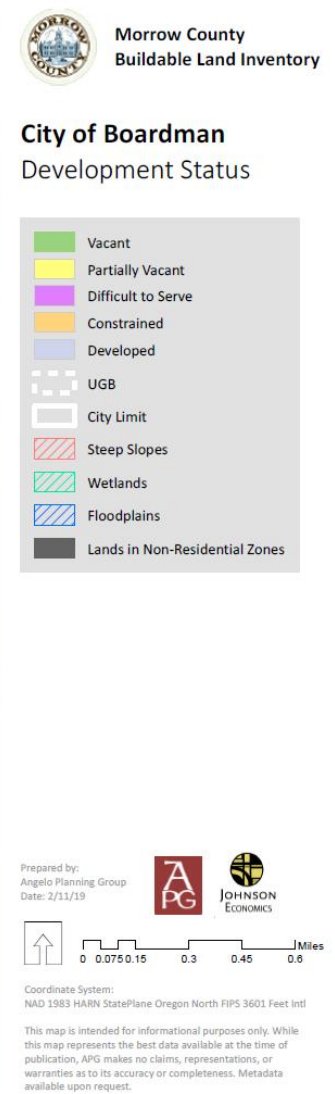 MORROW
COUNTY
Morrow County
Buildable Land Inventory
City of Boardman
Development Status
Vacant
Partially Vacant
Difficult to Serve
Constrained
Developed
UGB
City Limit
Steep Slopes
Wetlands
Floodplains
Lands in Non-Residential Zones
Prepared by:
Angelo Planning Group
Date: 2/11/19
APG
JOHNSON
ECONOMICS
Miles
0 0.075 0.15 0.3 0.45 0.6
Coordinate System:
NAD 1983 HARN StatePlane Oregon North FIPS 3601 Feet Intl
This map is intended for informational purposes only. While
this map represents the best data available at the time of
publication, APG makes no claims, representations, or
warranties as to its accuracy or completeness. Metadata
available upon request.